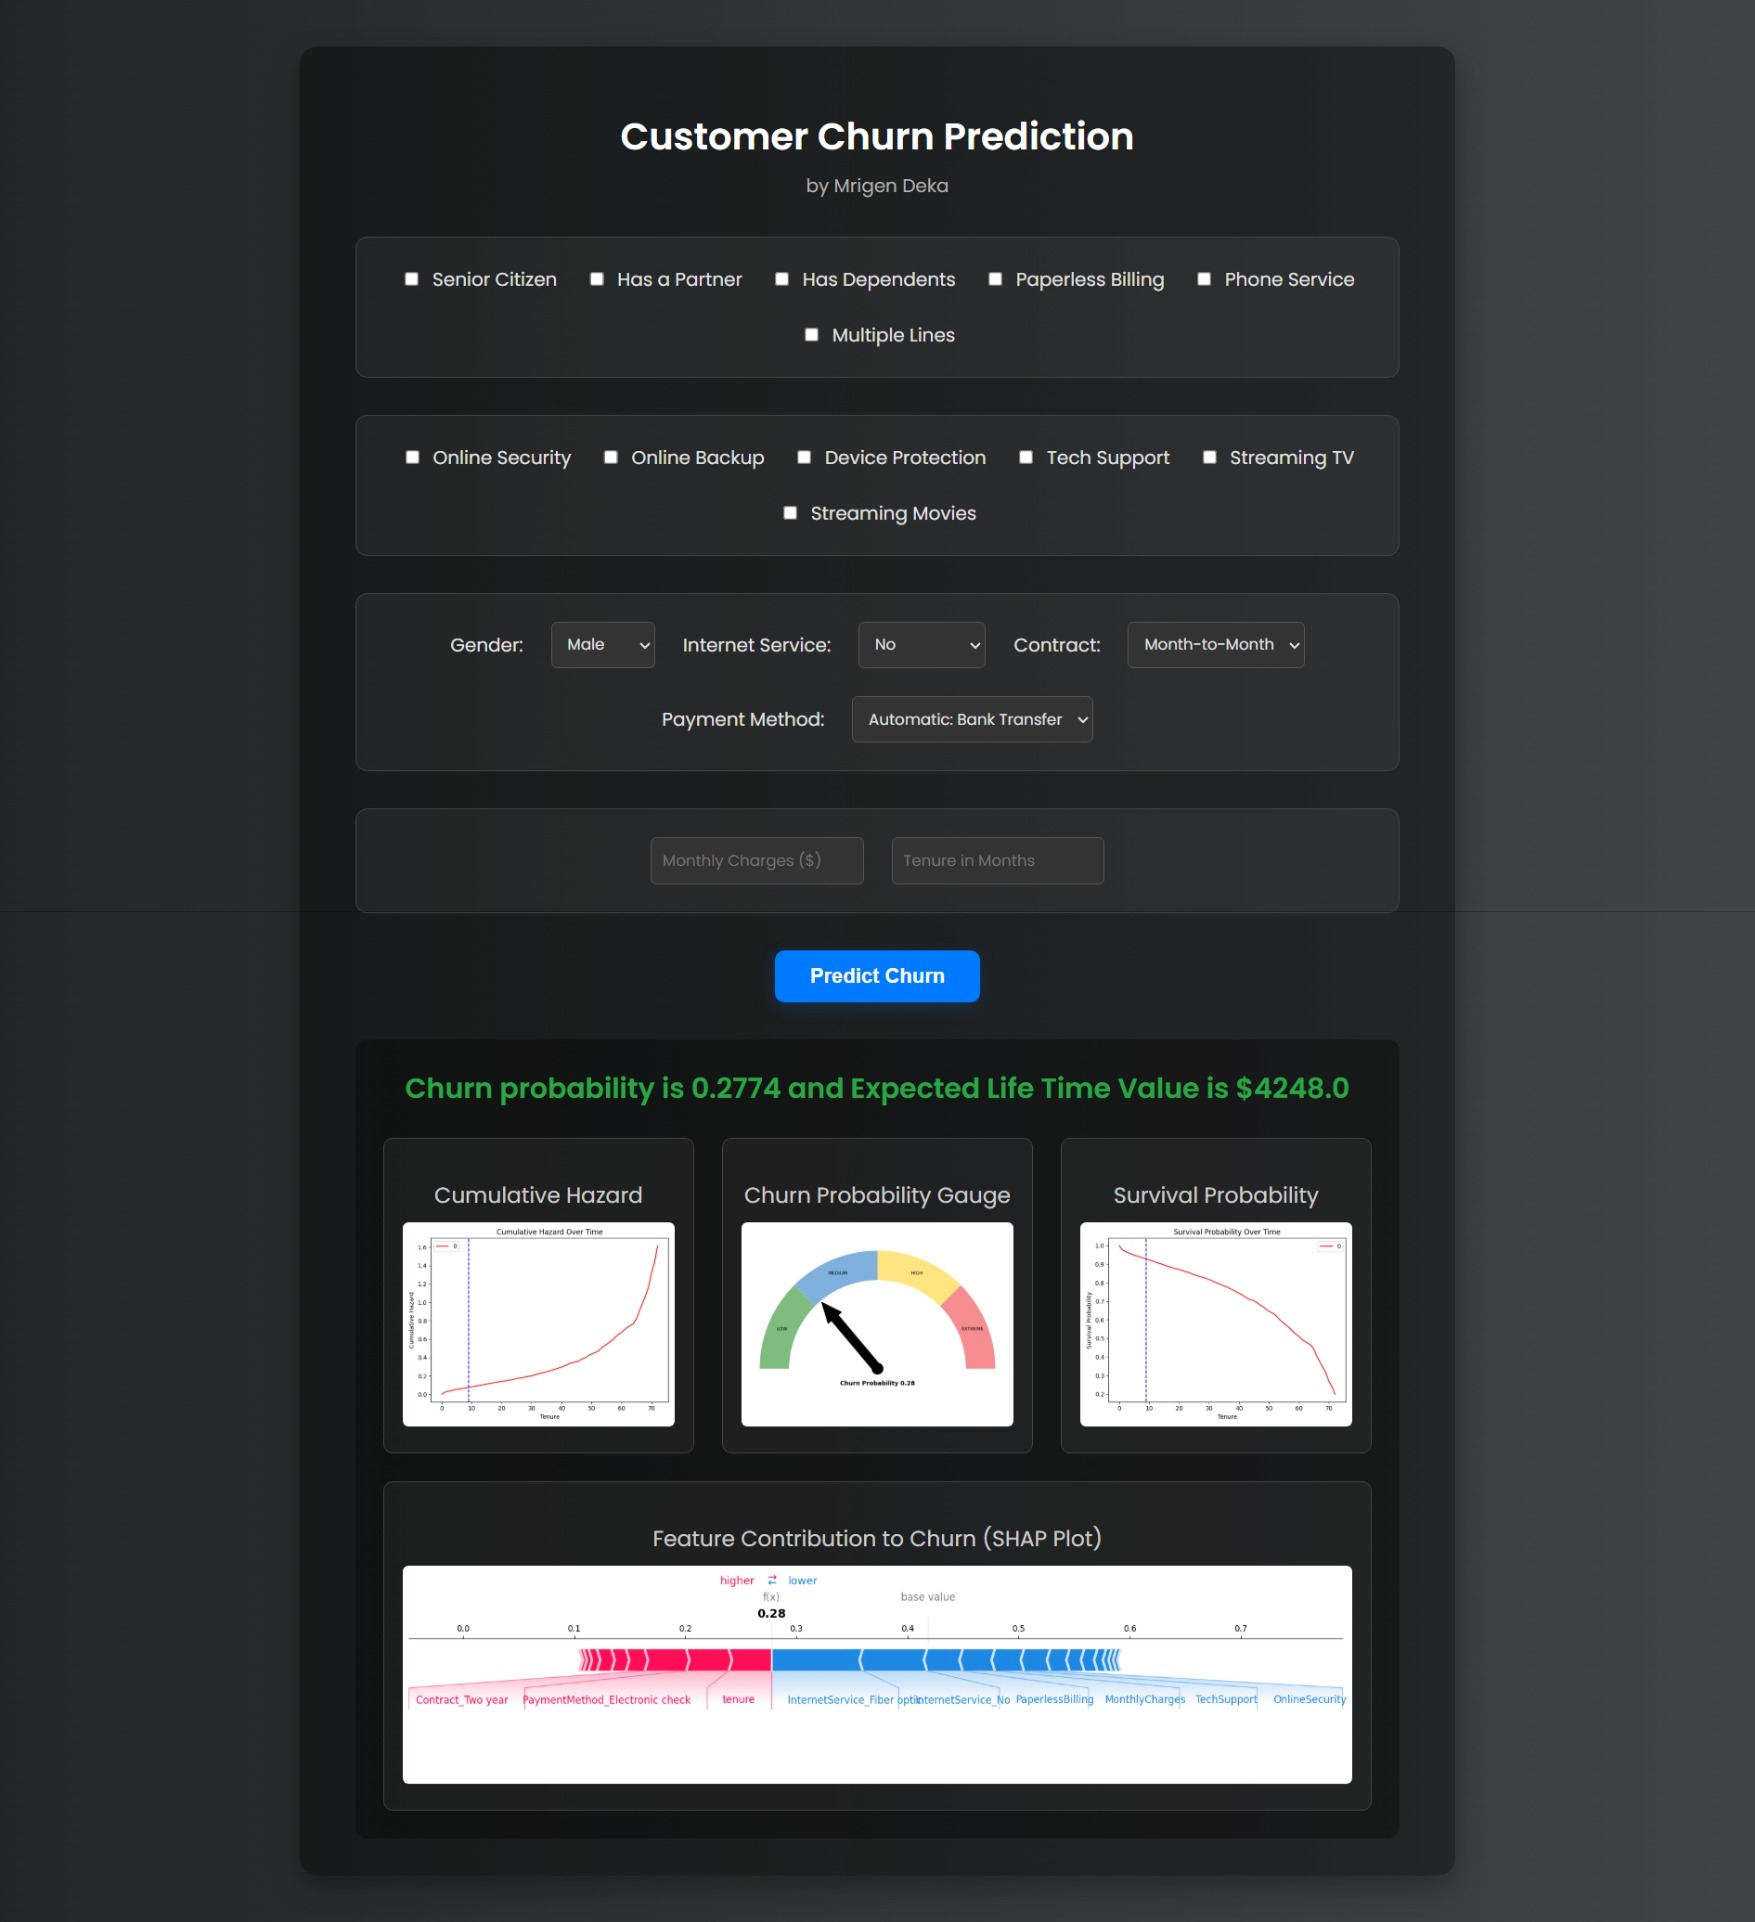 Customer Churn Prediction
by Mrigen Deka
Senior Citizen Has a Partner Has Dependents Paperless Billing Phone Service
Multiple Lines
Online Security Online Backup Device Protection Tech Support Streaming TV
Streaming Movies
Gender: Male Internet Service: No Contract: Month-to-Month
Payment Method: Automatic: Bank Transfer
Monthly Charges ($) Tenure in Months
Predict Churn
Churn probability is 0.2774 and Expected Life Time Value is $4248.0
Cumulative Hazard
Cumulative Hazard Over Time
0
Cumulative Hazard
1.6
1.4
1.2
1.0
0.8
0.6
0.4
0.2
0.0
0 10 20 30 40 50 60 70
Tenure
Churn Probability Gauge
LOW
MEDIUM
HIGH
EXTREME
Churn Probability 0.28
Survival Probability
Survival Probability Over Time
0
Survival Probability
1.0
0.9
0.8
0.7
0.6
0.5
0.4
0.3
0.2
0 10 20 30 40 50 60 70
Tenure
Feature Contribution to Churn (SHAP Plot)
higher lower
f(x) base value
0.28
0.0 0.1 0.2 0.3 0.4 0.5 0.6 0.7
Contract_Two year PaymentMethod_Electronic check tenure InternetService_Fiber optic InternetService_No PaperlessBilling MonthlyCharges TechSupport OnlineSecurity